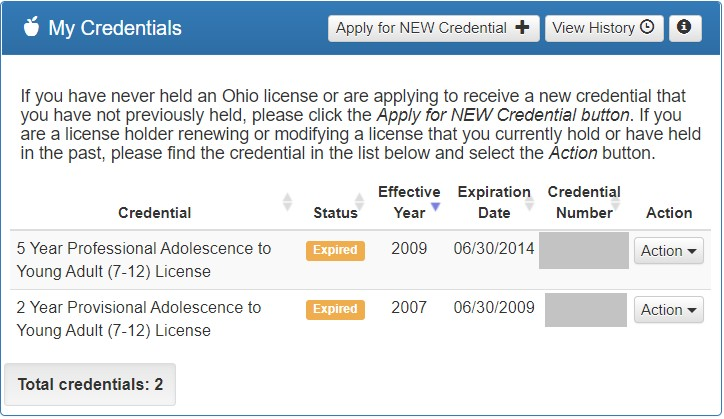 My Credentials
Apply for NEW Credential
View History
If you have never held an Ohio license or are applying to receive a new credential that
you have not previously held, please click the Apply for NEW Credential button. If you
are a license holder renewing or modifying a license that you currently hold or have held
in the past, please find the credential in the list below and select the Action button.
Credential Status Effective Year Expiration Date Credential Number Action
5 Year Professional Adolescence to Expired 2009 06/30/2014 Action
Young Adult (7-12) License
2 Year Provisional Adolescence to Expired 2007 06/30/2009 Action
Young Adult (7-12) License
Total credentials: 2